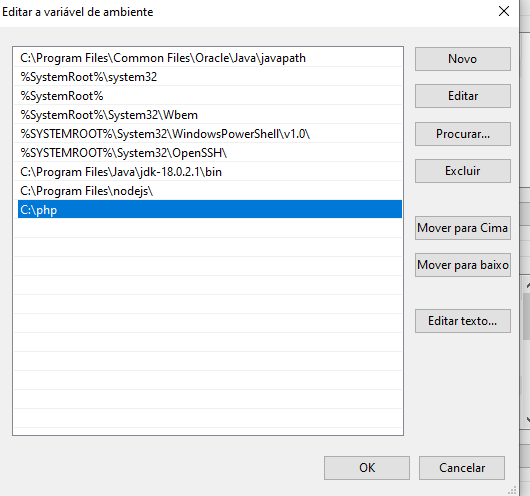 Editar a variável de ambiente
C:\Program Files\Common Files\Oracle\Java\javapath
%SystemRoot%\system32
%SystemRoot%
%SystemRoot%\System32\Wbem
%SYSTEMROOT%\System32\WindowsPowerShell\v1.0\
%SYSTEMROOT%\System32\OpenSSH\
C:\Program Files\Java\jdk-18.0.2.1\bin
C:\Program Files\nodejs\
C:\php
Novo
Editar
Procurar...
Excluir
Mover para Cima
Mover para baixo
Editar texto...
OK
Cancelar